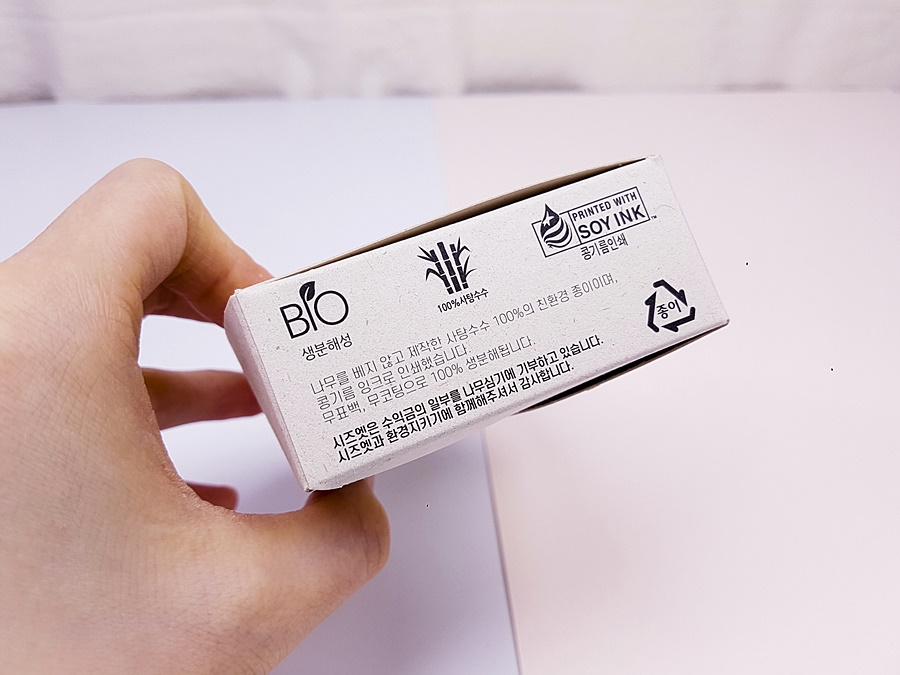 BIO
생분해성
100%사탕수수
PRINTED WITH
SOY INK™
콩기름인쇄
나무를 베지 않고 제작한 사탕수수 100%의 친환경 종이이며,
콩기름 잉크로 인쇄했습니다.
무표백, 무코팅으로 100% 생분해됩니다.
시즈엣은 수익금의 일부를 나무심기에 기부하고 있습니다.
시즈엣과 환경지키기에 함께해주셔서 감사합니다.
종이